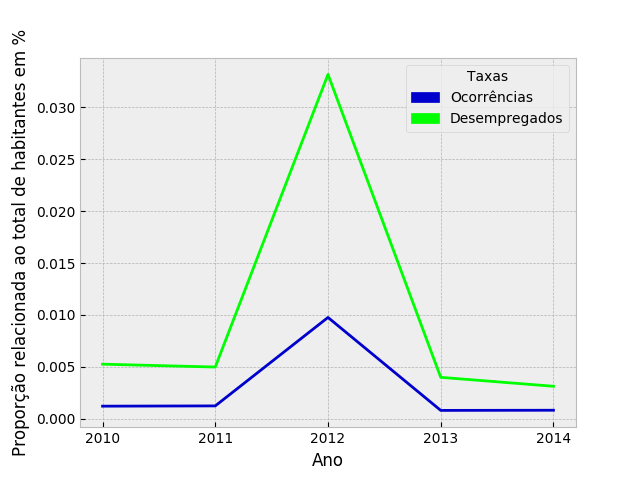 Proporção relacionada ao total de habitantes em %
0.030
0.025
0.020
0.015
0.010
0.005
0.000
Taxas
Ocorrências
Desempregados
2010 2011 2012 2013 2014
Ano